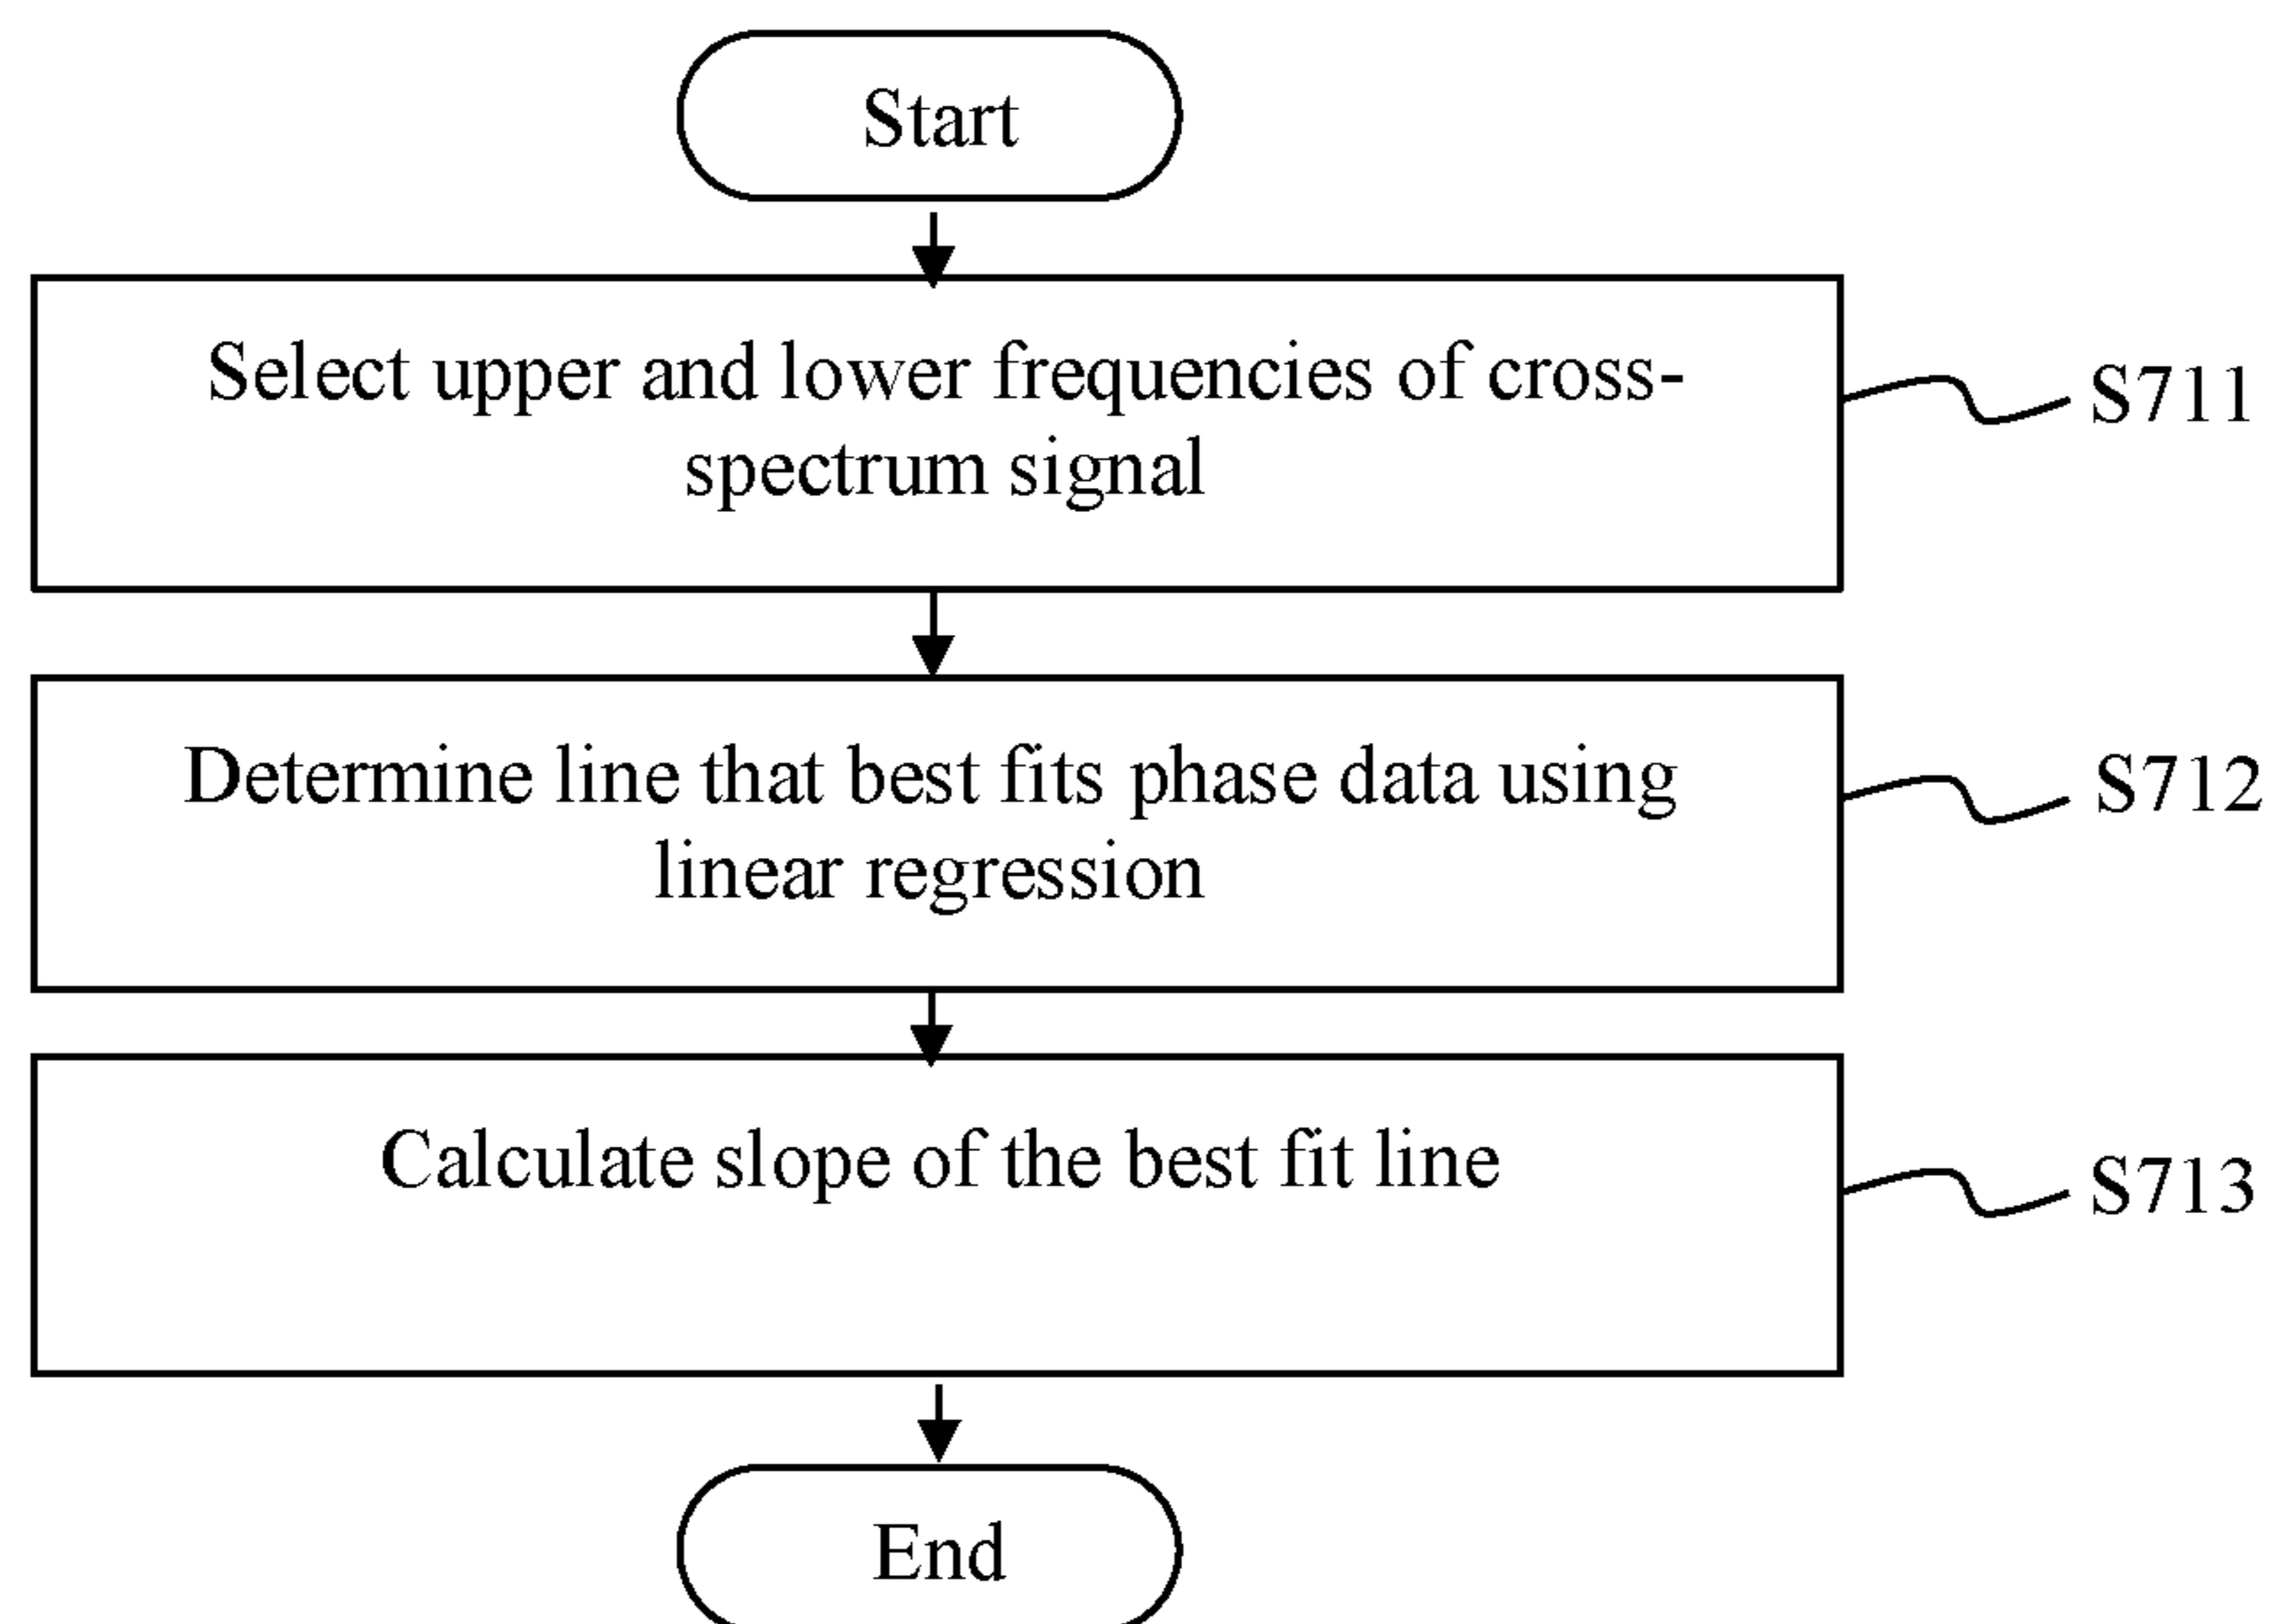 Start
Select upper and lower frequencies of cross-
spectrum signal
S711
Determine line that best fits phase data using
linear regression
S712
Calculate slope of the best fit line
S713
End